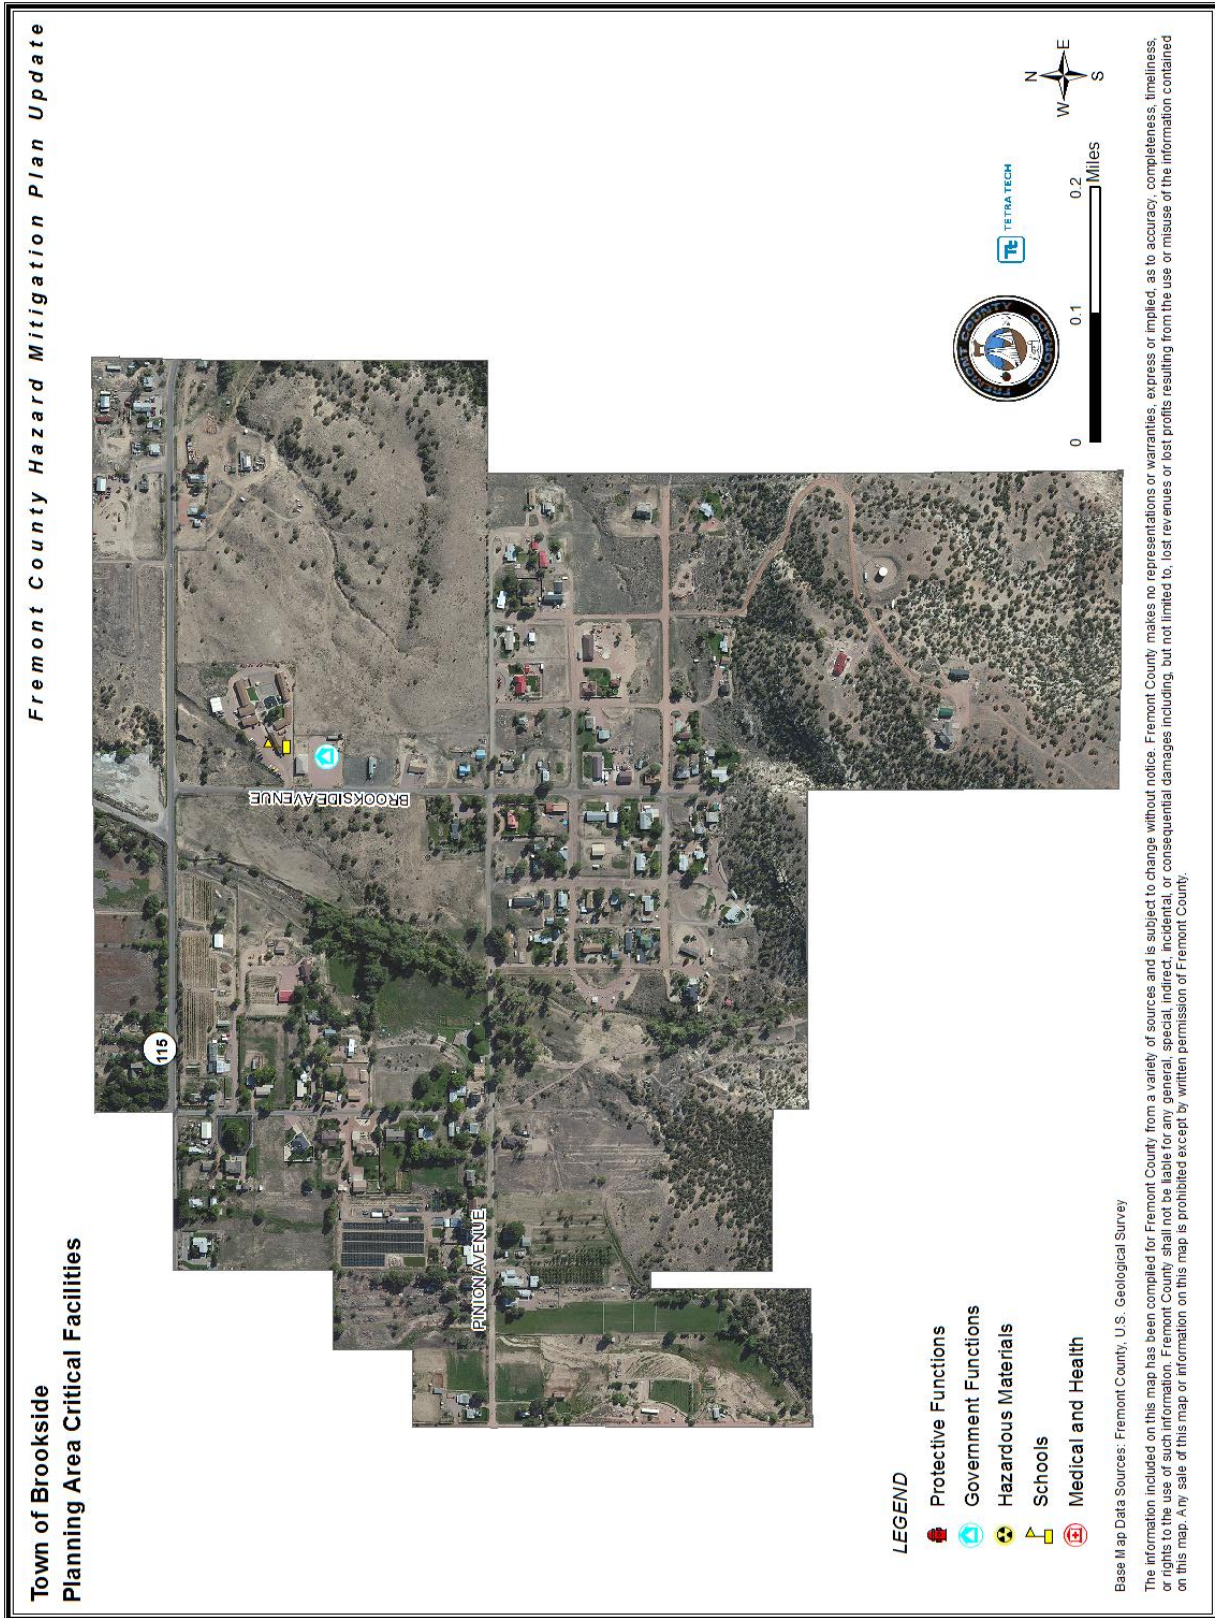 Fremont County Hazard Mitigation Plan Update
Town of Brookside
Planning Area Critical Facilities
115
BROOKSIDE AVENUE
PINION AVENUE
LEGEND
Protective Functions
Government Functions
Hazardous Materials
Schools
Medical and Health
FREMONT COUNTY
COLORADO
Tt TETRA TECH
0 0.1 0.2
Miles
N
W E
S
Base Map Data Sources: Fremont County, U.S. Geological Survey
The information included on this map has been compiled for Fremont County from a variety of sources and is subject to change without notice. Fremont County makes no representations or warranties, express or implied, as to accuracy, completeness, timeliness,
or rights to the use of such information. Fremont County shall not be liable for any general, special, indirect, incidental, or consequential damages including, but not limited to, lost revenues or lost profits resulting from the use or misuse of the information contained
on this map. Any sale of this map or information on this map is prohibited except by written permission of Fremont County.